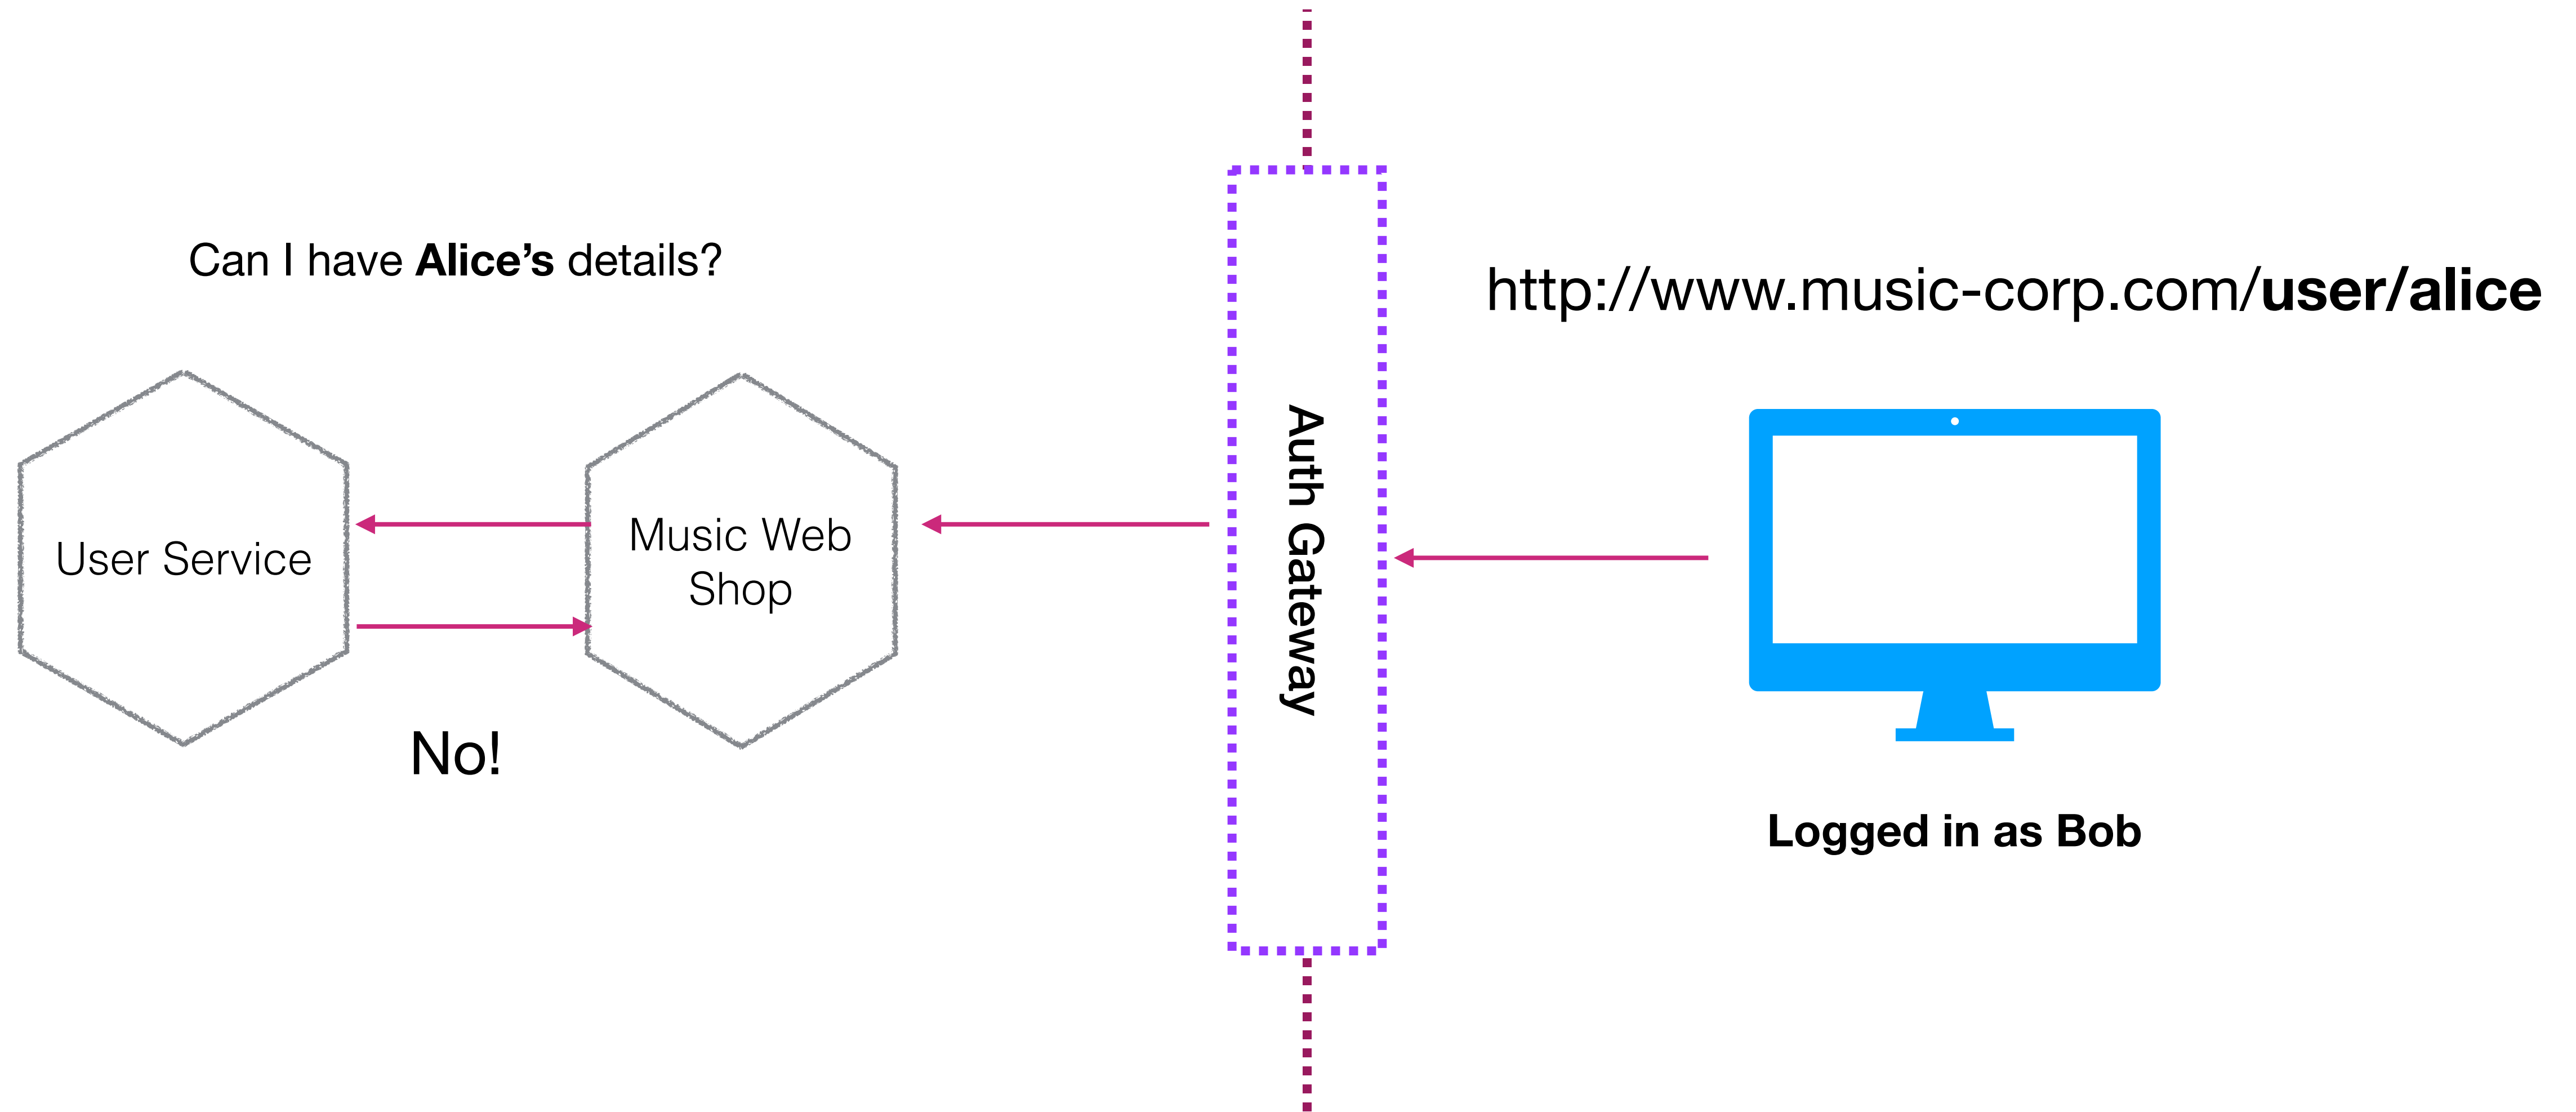 Can I have Alice’s details?
http://www.music-corp.com/user/alice
User Service
Music Web
Shop
Auth Gateway
No!
Logged in as Bob